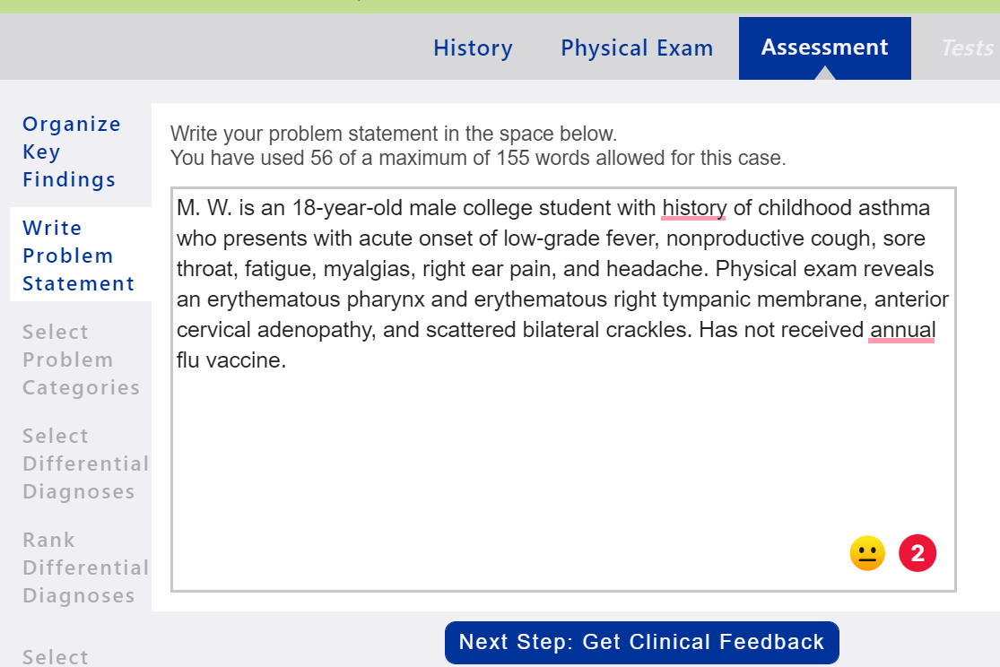 History
Physical Exam
Assessment
Tests
Organize
Key
Findings
Write
Problem
Statement
Select
Problem
Categories
Select
Differential
Diagnoses
Rank
Differential
Diagnoses
Select
Write your problem statement in the space below.
You have used 56 of a maximum of 155 words allowed for this case.
M. W. is an 18-year-old male college student with history of childhood asthma
who presents with acute onset of low-grade fever, nonproductive cough, sore
throat, fatigue, myalgias, right ear pain, and headache. Physical exam reveals
an erythematous pharynx and erythematous right tympanic membrane, anterior
cervical adenopathy, and scattered bilateral crackles. Has not received annual
flu vaccine.
2
Next Step: Get Clinical Feedback